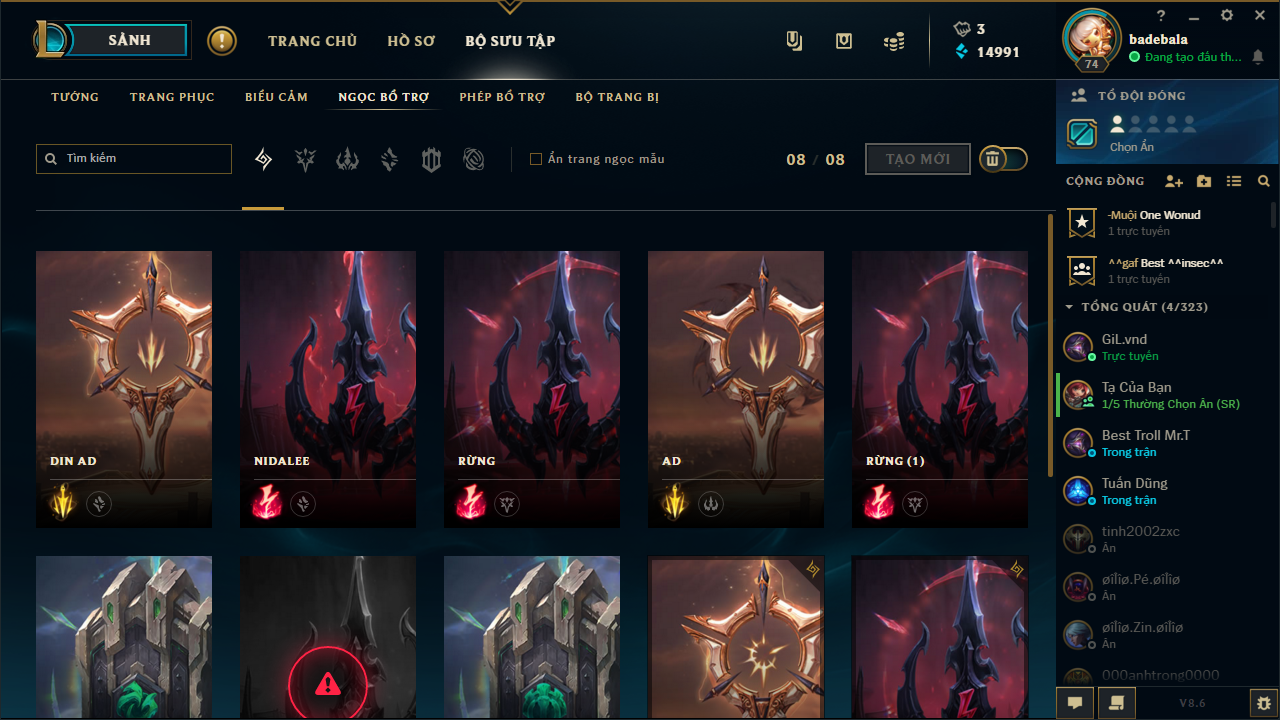 SẢNH
TRANG CHỦ
HỒ SƠ
BỘ SƯU TẬP
3
14991
?
74
badebala
Đang tạo đấu th...
TƯỚNG
TRANG PHỤC
BIỂU CẢM
NGỌC BỔ TRỢ
PHÉP BỔ TRỢ
BỘ TRANG BỊ
Tìm kiếm
Ẩn trang ngọc mẫu
08 / 08
TẠO MỚI
DIN AD
NIDALEE
RỪNG
AD
RỪNG (1)
TỔ ĐỘI ĐÓNG
Chọn Ẩn
CỘNG ĐỒNG
-Muội One Wonud
1 trực tuyến
^^gaf Best ^^insec^^
1 trực tuyến
TỔNG QUÁT (4/323)
GiL.vnd
Trực tuyến
Tạ Của Bạn
1/5 Thường Chọn Ẩn (SR)
Best Troll Mr.T
Trong trận
Tuấn Dũng
Trong trận
tinh2002zxc
Ẩn
øîlîø.Pé.øîlîø
Ẩn
øîlîø.Zin.øîlîø
Ẩn
000anhtrong0000
V8.6